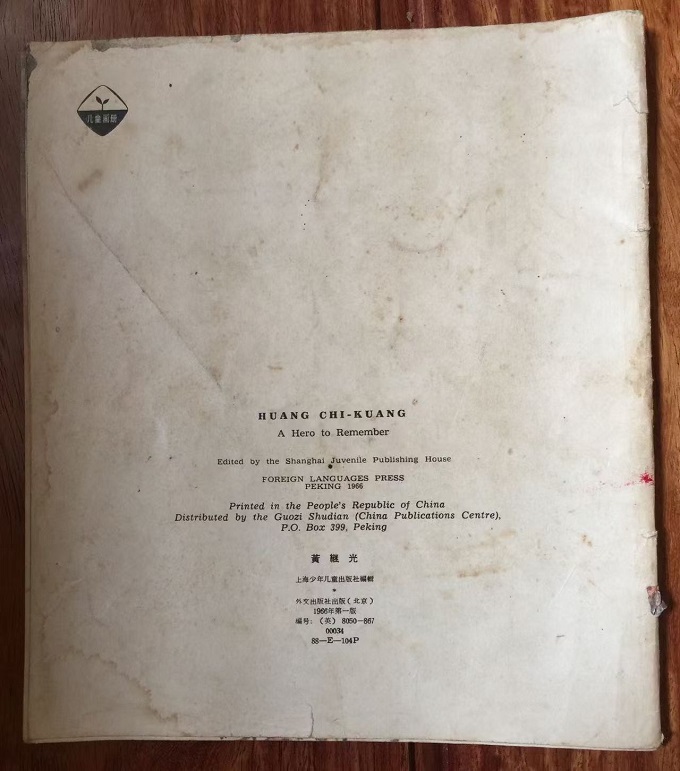 儿童画册
HUANG CHI-KUANG
A Hero to Remember
Edited by the Shanghai Juvenile Publishing House
FOREIGN LANGUAGES PRESS
PEKING 1966
Printed in the People's Republic of China
Distributed by the Guozi Shudian (China Publications Centre),
P.O. Box 399, Peking
黃継光
上海少年儿童出版社編輯
*
外文出版社出版(北京)
1966年第一版
编号:(英) 8050—867
00034
88—E—104P